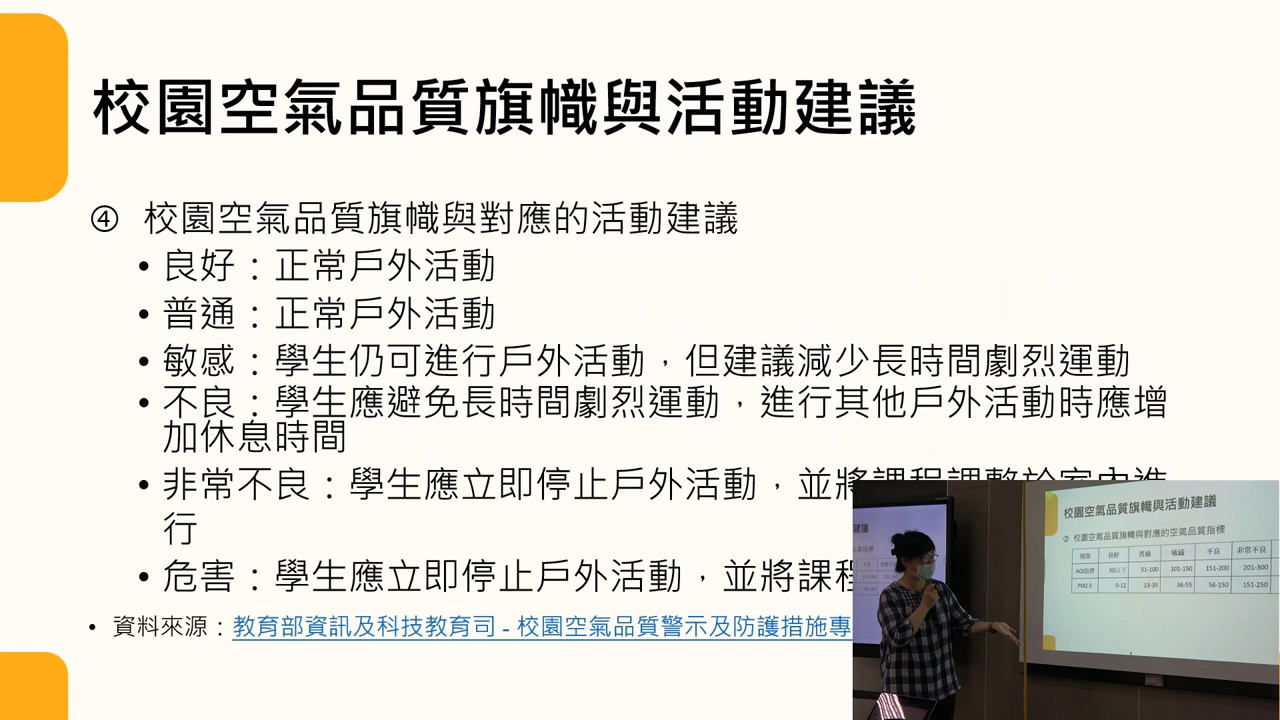 校園空氣品質旗幟與活動建議
④ 校園空氣品質旗幟與對應的活動建議
• 良好：正常戶外活動
• 普通：正常戶外活動
• 敏感：學生仍可進行戶外活動，但建議減少長時間劇烈運動
• 不良：學生應避免長時間劇烈運動，進行其他戶外活動時應增
加休息時間
• 非常不良：學生應立即停止戶外活動，並將課程調整於室內進
行
• 危害：學生應立即停止戶外活動，並將課程
• 資料來源：教育部資訊及科技教育司 - 校園空氣品質警示及防護措施專
建議
校園空氣品質旗幟與活動建議
校園空氣品質旗幟與對應的空氣品質指標
良好 普通 敏感 不良 非常不良
AQI指標 50以下 51-100 101-150 151-200 201-300
PM2.5 0-12 13-35 36-55 56-150 151-250